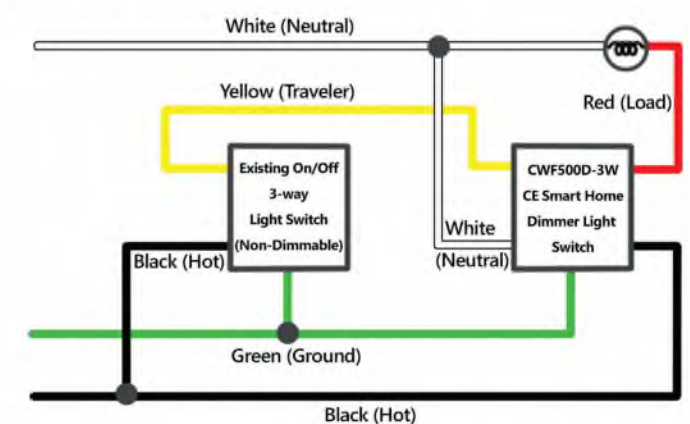 White (Neutral)
Yellow (Traveler)
Red (Load)
Existing On/Off
3-way
Light Switch
(Non-Dimmable)
CWF500D-3W
CE Smart Home
Dimmer Light
Switch
White
(Neutral)
Black (Hot)
Green (Ground)
Black (Hot)